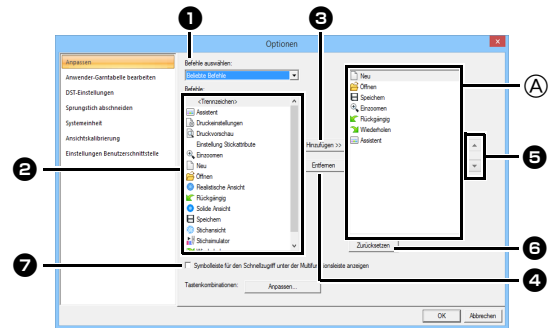 1
3
Optionen
Anpassen
Anwender-Garntabelle bearbeiten
DST-Einstellungen
Sprungstich abschneiden
Systemeinheit
Ansichtskalibrierung
Einstellungen Benutzerschnittstelle
Befehle auswählen:
Beliebte Befehle
Befehle:
<Trennzeichen>
Assistent
Druckeinstellungen
Druckvorschau
Einstellung Stickattribute
Einzoomen
Neu
Öffnen
Realistische Ansicht
Rückgängig
Solide Ansicht
Speichern
Stichansicht
Stichsimulator
2
Hinzufügen >>
Entfernen
Neu
Öffnen
Speichern
Einzoomen
Rückgängig
Wiederholen
Assistent
A
5
Zurücksetzen
6
7
Symbolleiste für den Schnellzugriff unter der Multifunktionsleiste anzeigen
4
Tastenkombinationen:
Anpassen...
OK
Abbrechen